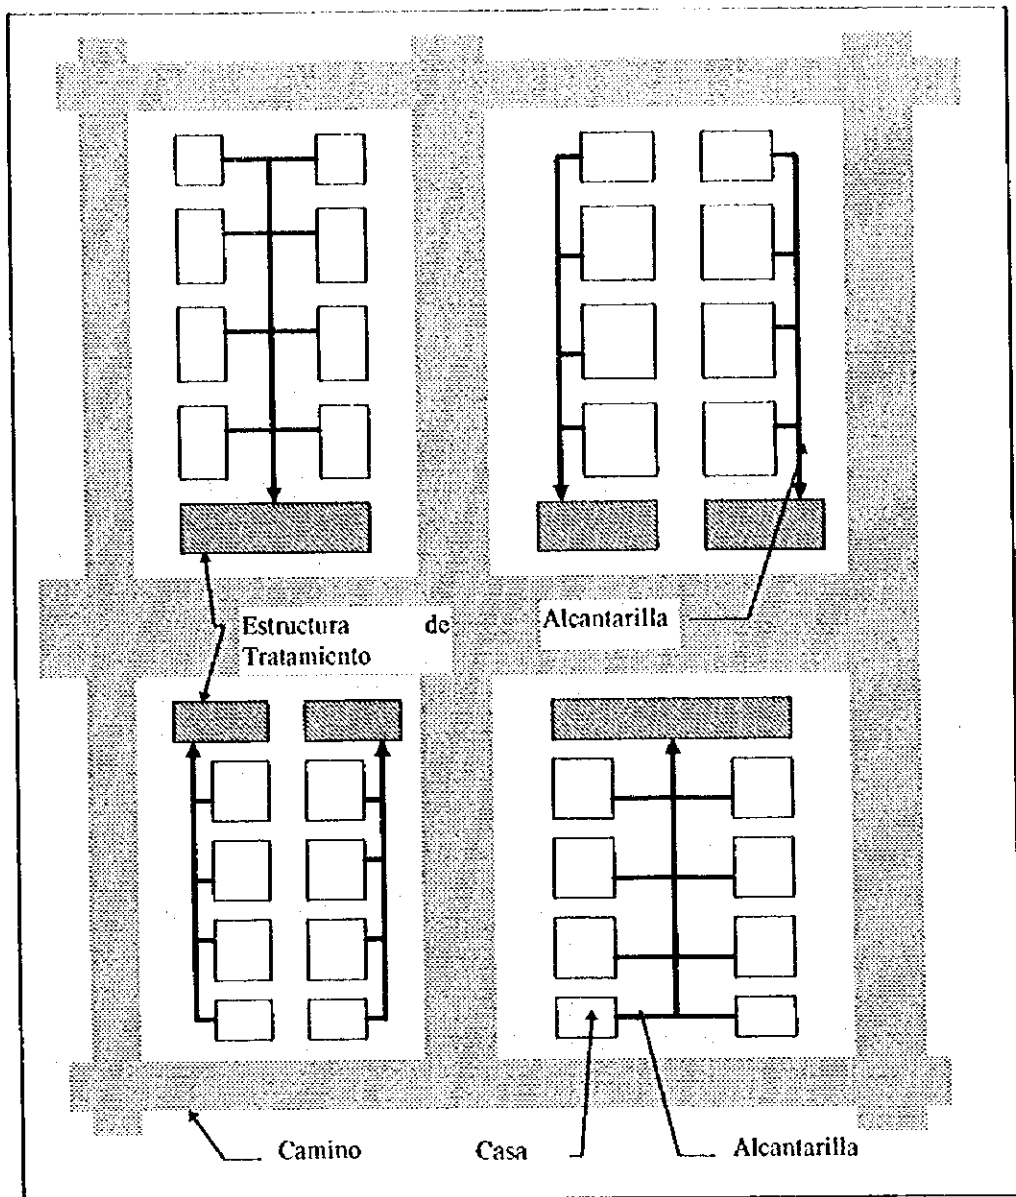 Estructura de
Tratamiento
Alcantarilla
Camino
Casa
Alcantarilla